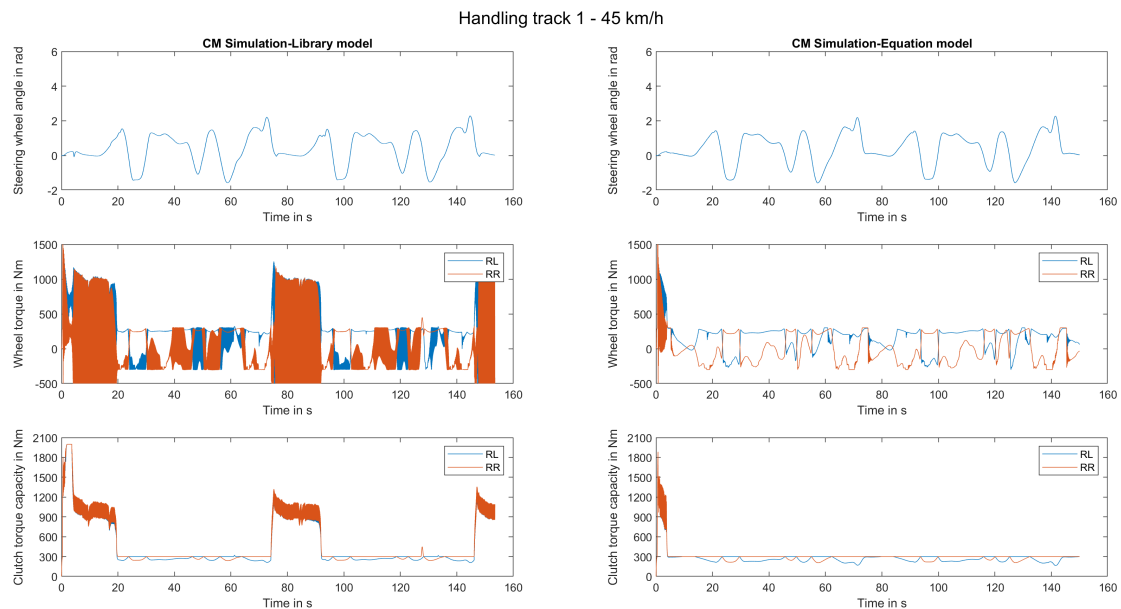 Handling track 1 - 45 km/h
CM Simulation-Library model
Steering wheel angle in rad
6
4
2
0
-2
0 20 40 60 80 100 120 140 160
Time in s
CM Simulation-Equation model
Steering wheel angle in rad
6
4
2
0
-2
0 20 40 60 80 100 120 140 160
Time in s
Wheel torque in Nm
1500
1000
500
0
-500
RL
RR
0 20 40 60 80 100 120 140 160
Time in s
Wheel torque in Nm
1500
1000
500
0
-500
RL
RR
0 20 40 60 80 100 120 140 160
Time in s
Clutch torque capacity in Nm
2100
1800
1500
1200
900
600
300
0
RL
RR
0 20 40 60 80 100 120 140 160
Time in s
Clutch torque capacity in Nm
2100
1800
1500
1200
900
600
300
0
RL
RR
0 20 40 60 80 100 120 140 160
Time in s